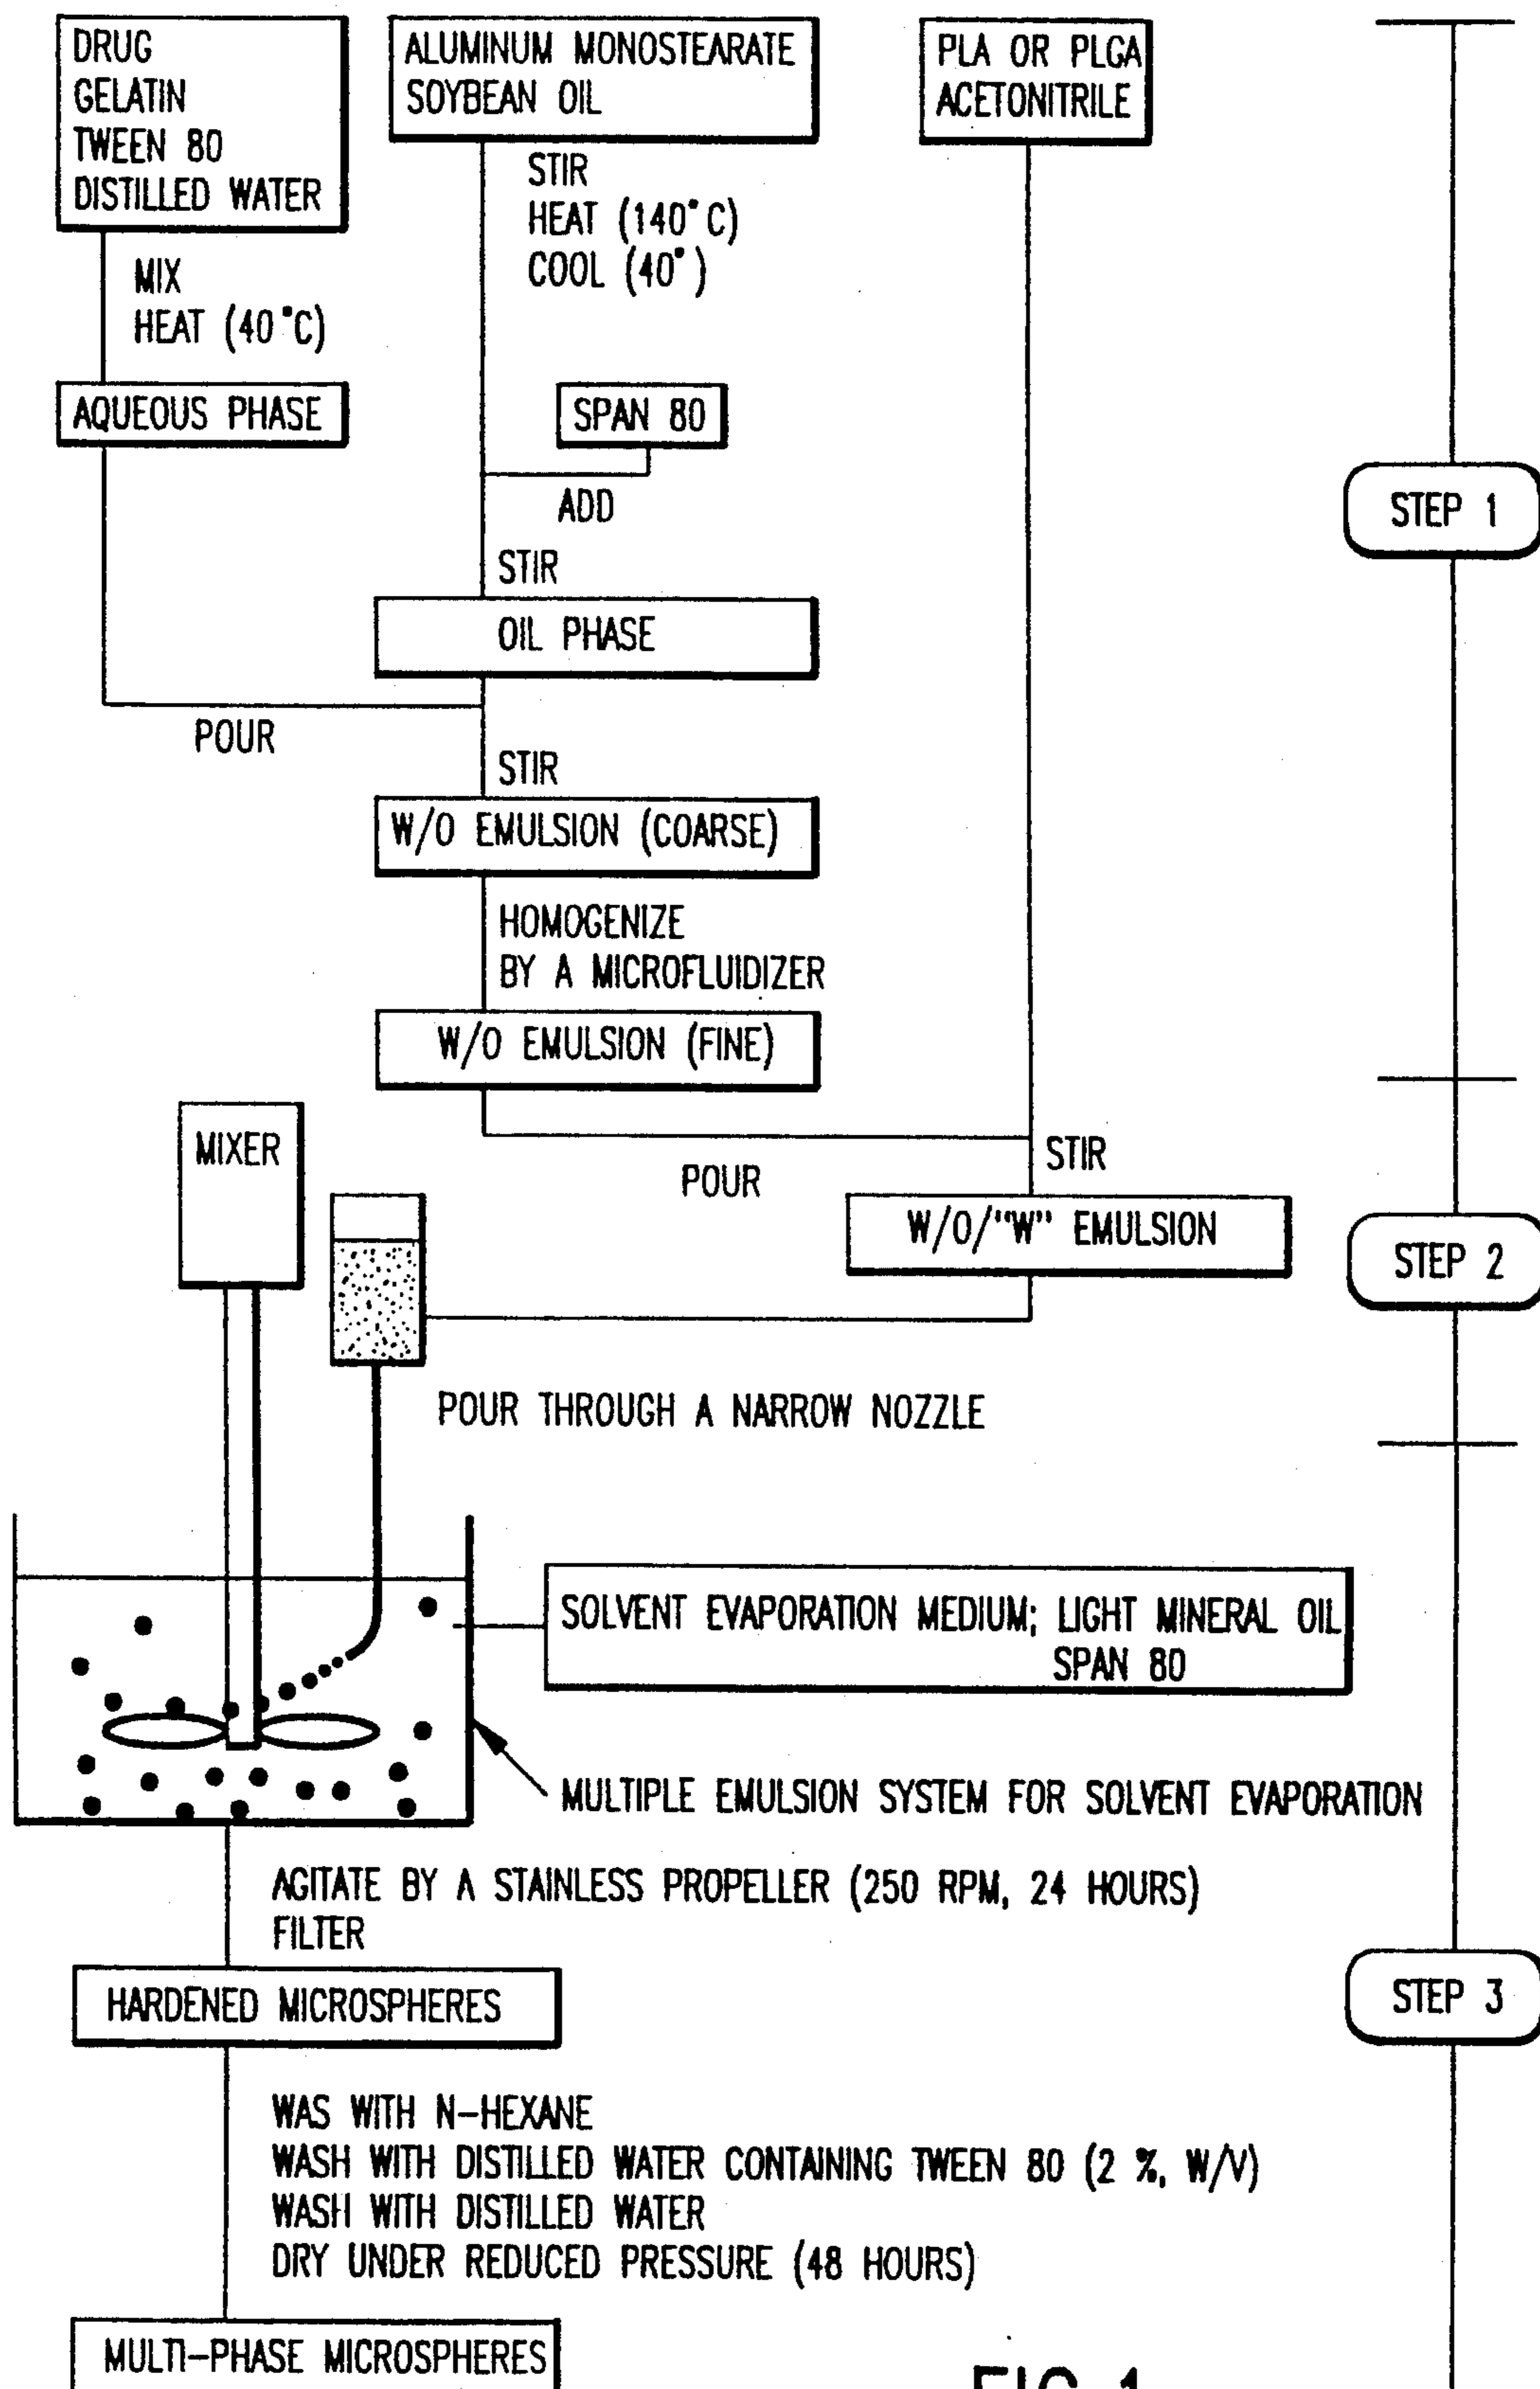 DRUG
GELATIN
TWEEN 80
DISTILLED WATER
ALUMINUM MONOSTEARATE
SOYBEAN OIL
PLA OR PLGA
ACETONITRILE
STIR
HEAT (140°C)
COOL (40°)
MIX
HEAT (40°C)
AQUEOUS PHASE
SPAN 80
ADD
STEP 1
STIR
OIL PHASE
POUR
STIR
W/O EMULSION (COARSE)
HOMOGENIZE
BY A MICROFLUIDIZER
W/O EMULSION (FINE)
MIXER
POUR
STIR
W/O/"W" EMULSION
STEP 2
POUR THROUGH A NARROW NOZZLE
SOLVENT EVAPORATION MEDIUM; LIGHT MINERAL OIL
SPAN 80
MULTIPLE EMULSION SYSTEM FOR SOLVENT EVAPORATION
AGITATE BY A STAINLESS PROPELLER (250 RPM, 24 HOURS)
FILTER
HARDENED MICROSPHERES
STEP 3
WAS WITH N-HEXANE
WASH WITH DISTILLED WATER CONTAINING TWEEN 80 (2 %, W/V)
WASH WITH DISTILLED WATER
DRY UNDER REDUCED PRESSURE (48 HOURS)
MULTI-PHASE MICROSPHERES
FIG. 1